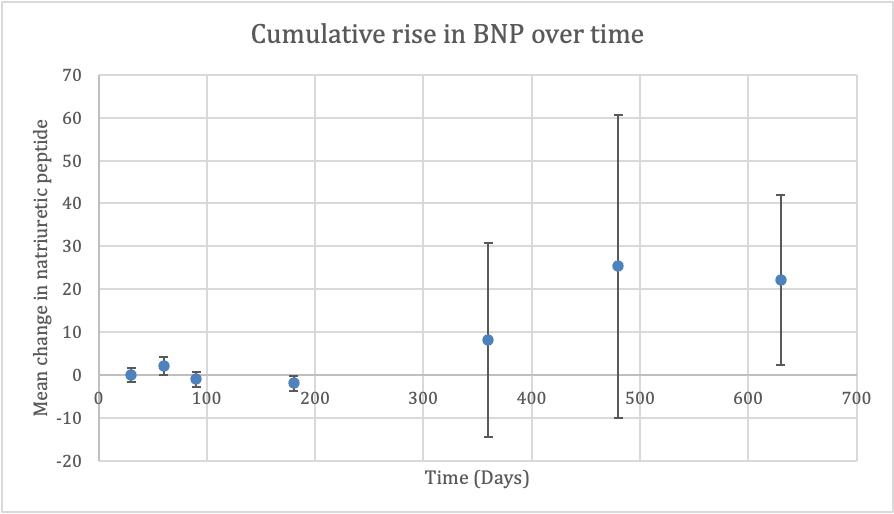 Cumulative rise in BNP over time
70
60
50
40
30
20
10
0
-10
-20
0 100 200 300 400 500 600 700
Mean change in natriuretic peptide
Time (Days)